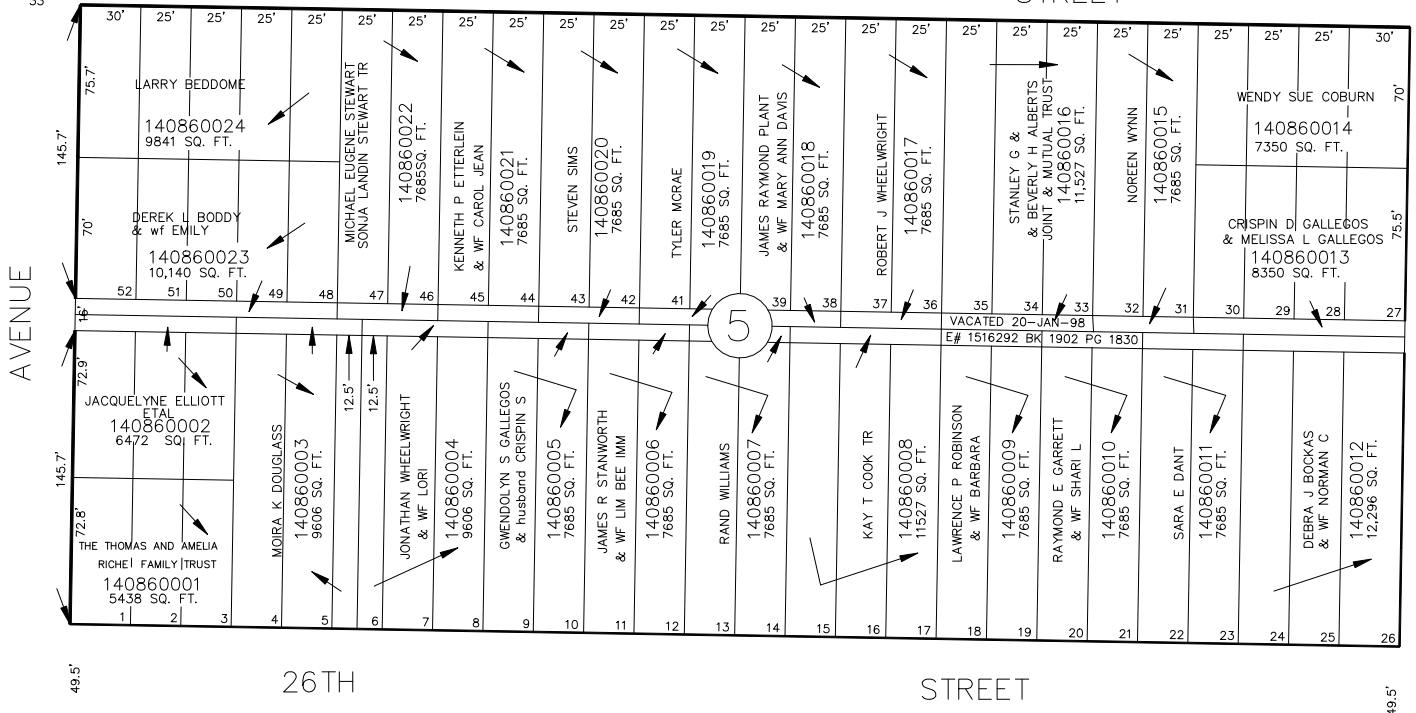 33'
STREET
30' 25' 25' 25' 25' 25' 25' 25' 25' 25' 25' 25' 25' 25' 25' 25' 25' 25' 25' 25' 25' 25' 25' 25' 25' 30'
AVENUE
145.7'
75.7'
70'
LARRY BEDDOME
140860024
9841 SQ. FT.
DEREK L BODDY
& wf EMILY
140860023
10,140 SQ. FT.
MICHAEL EUGENE STEWART
SONJA LANDIN STEWART TR
140860022
7685SQ. FT.
KENNETH P ETTERLEIN
& WF CAROL JEAN
140860021
7685 SQ. FT.
STEVEN SIMS
140860020
7685 SQ. FT.
TYLER MCRAE
140860019
7685 SQ. FT.
JAMES RAYMOND PLANT
& WF MARY ANN DAVIS
140860018
7685 SQ. FT.
ROBERT J WHEELWRIGHT
140860017
7685 SQ. FT.
STANLEY G &
& BEVERLY H ALBERTS
JOINT & MUTUAL TRUST
140860016
11,527 SQ. FT.
NOREEN WYNN
140860015
7685 SQ. FT.
WENDY SUE COBURN
140860014
7350 SQ. FT.
70'
CRISPIN D GALLEGOS
& MELISSA L GALLEGOS
140860013
8350 SQ. FT.
75.5'
52 51 50 49 48 47 46 45 44 43 42 41 39 38 37 36 35 34 33 32 31 30 29 28 27
16'
5
VACATED 20-JAN-98
E# 1516292 BK 1902 PG 1830
145.7'
72.9'
72.8'
JACQUELYNE ELLIOTT
ETAL
140860002
6472 SQ. FT.
THE THOMAS AND AMELIA
RICHEI FAMILY TRUST
140860001
5438 SQ. FT.
MOIRA K DOUGLASS
140860003
9606 SQ. FT.
12.5'
12.5'
JONATHAN WHEELWRIGHT
& WF LORI
140860004
9606 SQ. FT.
GWENDOLYN S GALLEGOS
& husband CRISPIN S
140860005
7685 SQ. FT.
JAMES R STANWORTH
& WF LIM BEE IMM
140860006
7685 SQ. FT.
RAND WILLIAMS
140860007
7685 SQ. FT.
KAY T COOK TR
140860008
11527 SQ. FT.
LAWRENCE P ROBINSON
& WF BARBARA
140860009
7685 SQ. FT.
RAYMOND E GARRETT
& WF SHARI L
140860010
7685 SQ. FT.
SARA E DANT
140860011
7685 SQ. FT.
DEBRA J BOCKAS
& WF NORMAN C
140860012
12,296 SQ. FT.
1 2 3 4 5 6 7 8 9 10 11 12 13 14 15 16 17 18 19 20 21 22 23 24 25 26
49.5'
26TH
STREET
49.5'